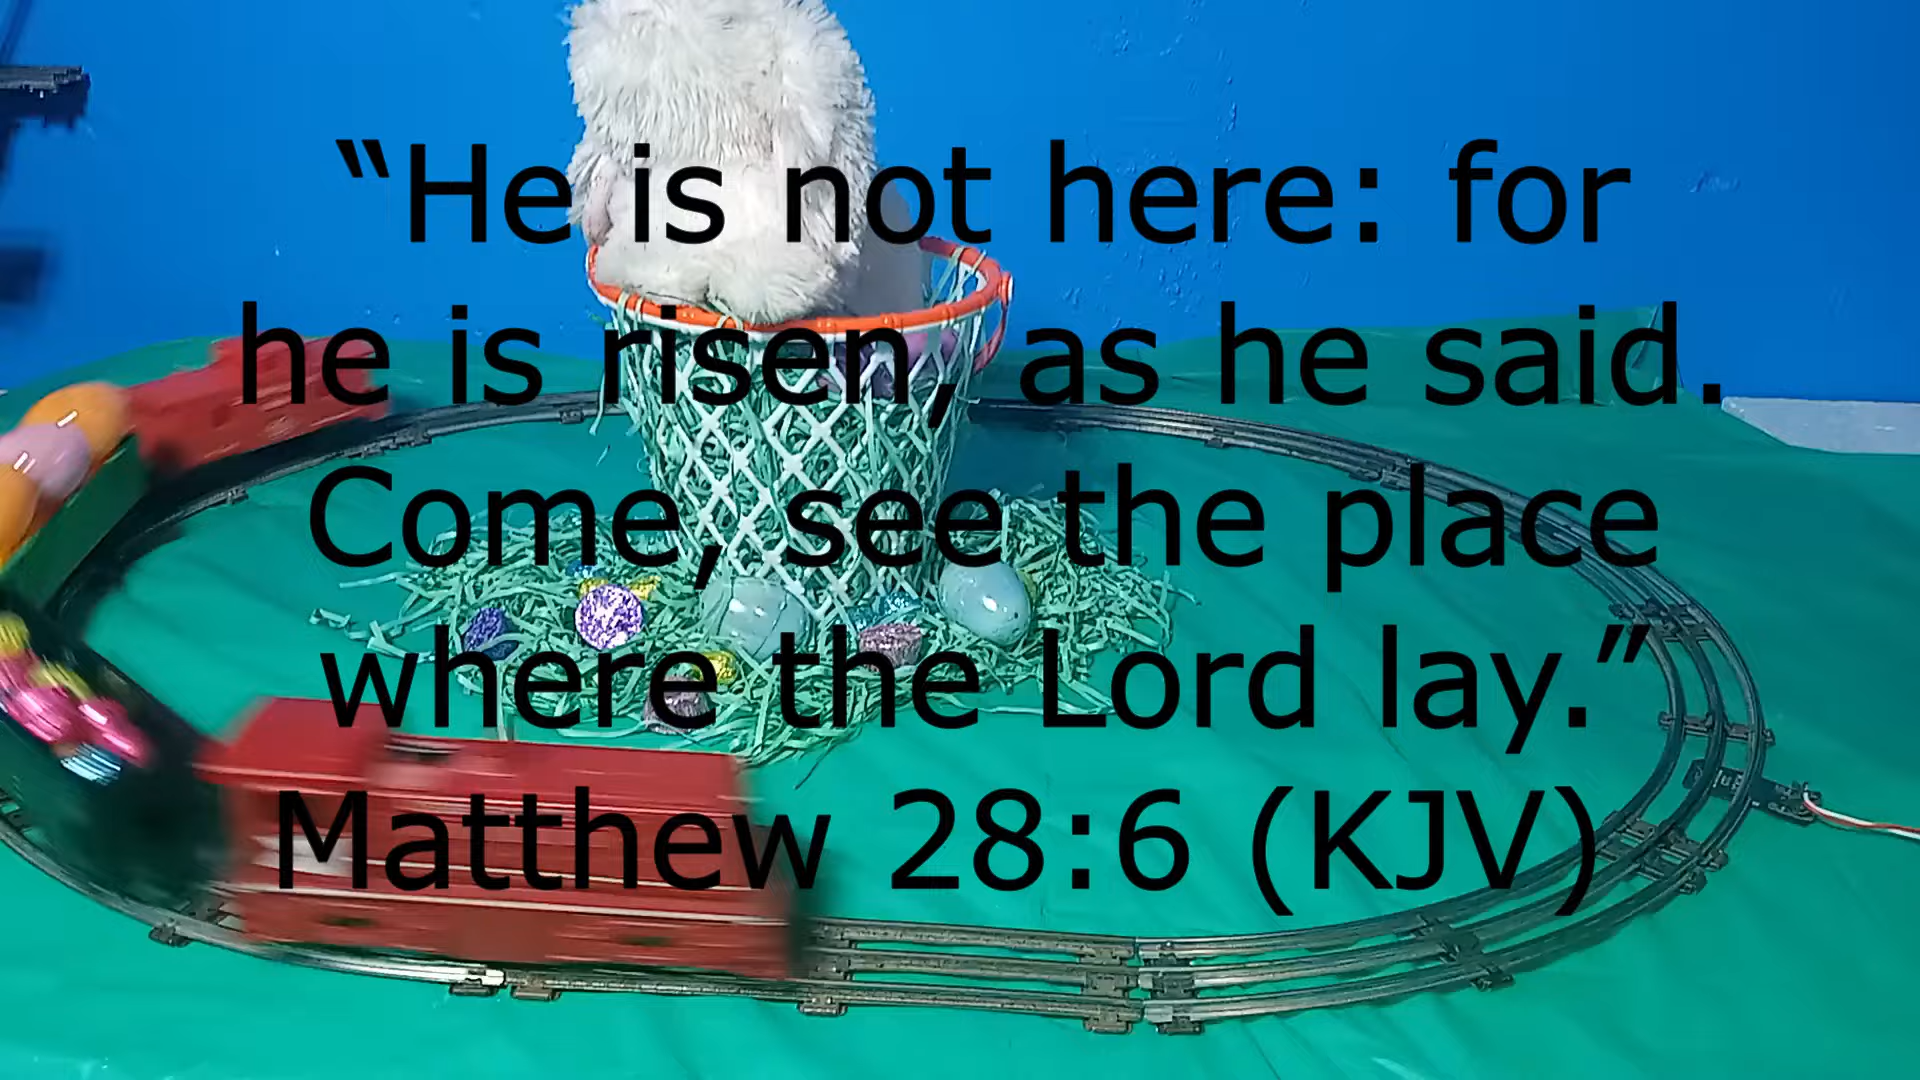 “He is not here: for
he is risen, as he said.
Come, see the place
where the Lord lay.”
Matthew 28:6 (KJV)